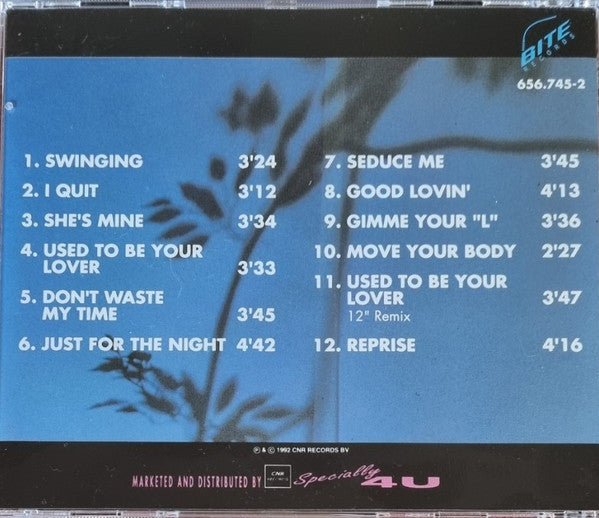 BITE
RECORDS
656.745-2
1. SWINGING 3'24
2. I QUIT 3'12
3. SHE'S MINE 3'34
4. USED TO BE YOUR
LOVER 3'33
5. DON'T WASTE
MY TIME 3'45
6. JUST FOR THE NIGHT 4'42
7. SEDUCE ME 3'45
8. GOOD LOVIN' 4'13
9. GIMME YOUR "L" 3'36
10. MOVE YOUR BODY 2'27
11. USED TO BE YOUR
LOVER 3'47
12" Remix
12. REPRISE 4'16
℗ & © 1992 CNR RECORDS BV
MARKETED AND DISTRIBUTED BY CNR RECORDS Specially 4U